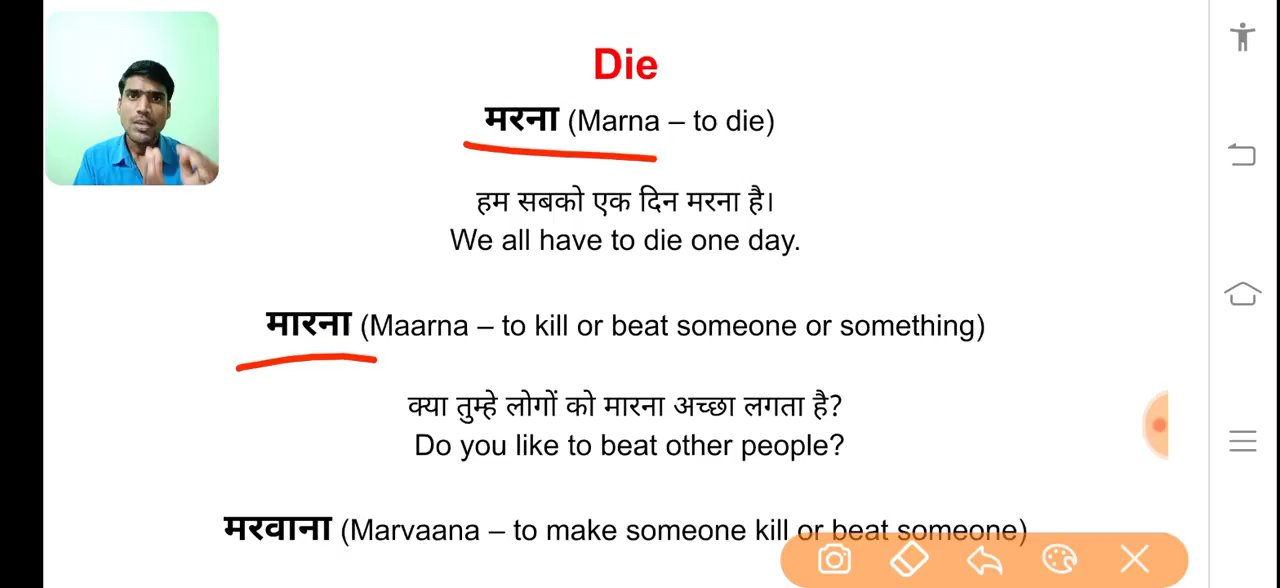 Die
मरना (Marna – to die)
हम सबको एक दिन मरना है।
We all have to die one day.
मारना (Maarna – to kill or beat someone or something)
क्या तुम्हे लोगों को मारना अच्छा लगता है?
Do you like to beat other people?
मरवाना (Marvaana – to make someone kill or beat someone)